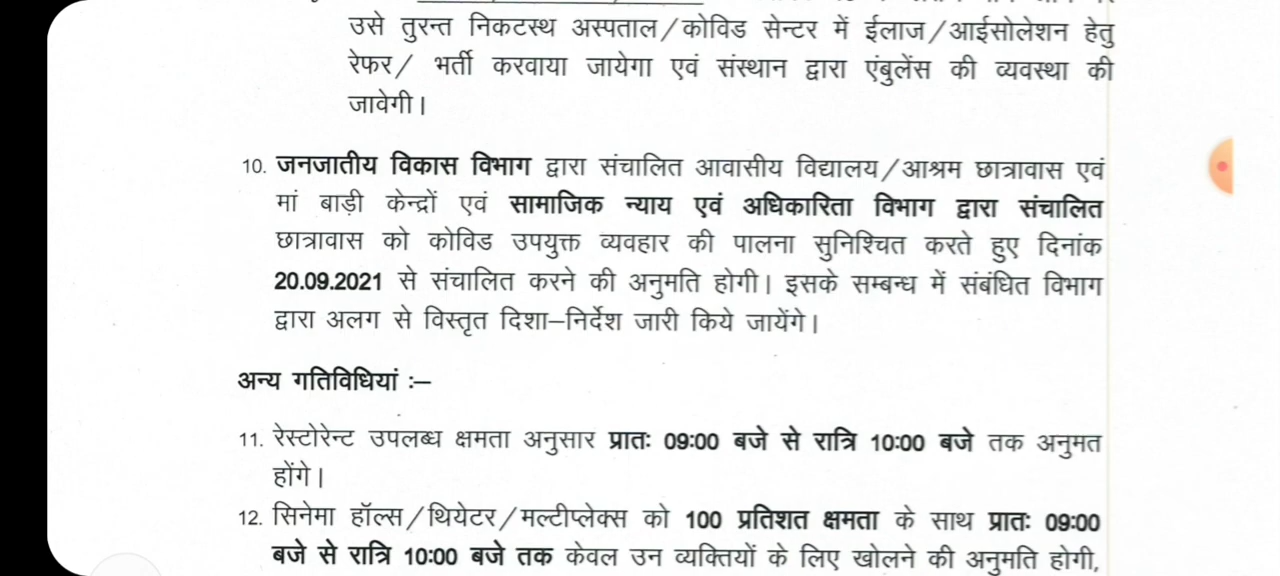 उसे तुरन्त निकटस्थ अस्पताल/कोविड सेन्टर में ईलाज/आईसोलेशन हेतु
रेफर/ भर्ती करवाया जायेगा एवं संस्थान द्वारा एंबुलेंस की व्यवस्था की
जावेगी।
10. जनजातीय विकास विभाग द्वारा संचालित आवासीय विद्यालय/आश्रम छात्रावास एवं
मां बाड़ी केन्द्रों एवं सामाजिक न्याय एवं अधिकारिता विभाग द्वारा संचालित
छात्रावास को कोविड उपयुक्त व्यवहार की पालना सुनिश्चित करते हुए दिनांक
20.09.2021 से संचालित करने की अनुमति होगी। इसके सम्बन्ध में संबंधित विभाग
द्वारा अलग से विस्तृत दिशा–निर्देश जारी किये जायेंगे।
अन्य गतिविधियां :–
11. रेस्टोरेन्ट उपलब्ध क्षमता अनुसार प्रातः 09:00 बजे से रात्रि 10:00 बजे तक अनुमत
होंगे।
12. सिनेमा हॉल्स/थियेटर/मल्टीप्लेक्स को 100 प्रतिशत क्षमता के साथ प्रातः 09:00
बजे से रात्रि 10:00 बजे तक केवल उन व्यक्तियों के लिए खोलने की अनुमति होगी,